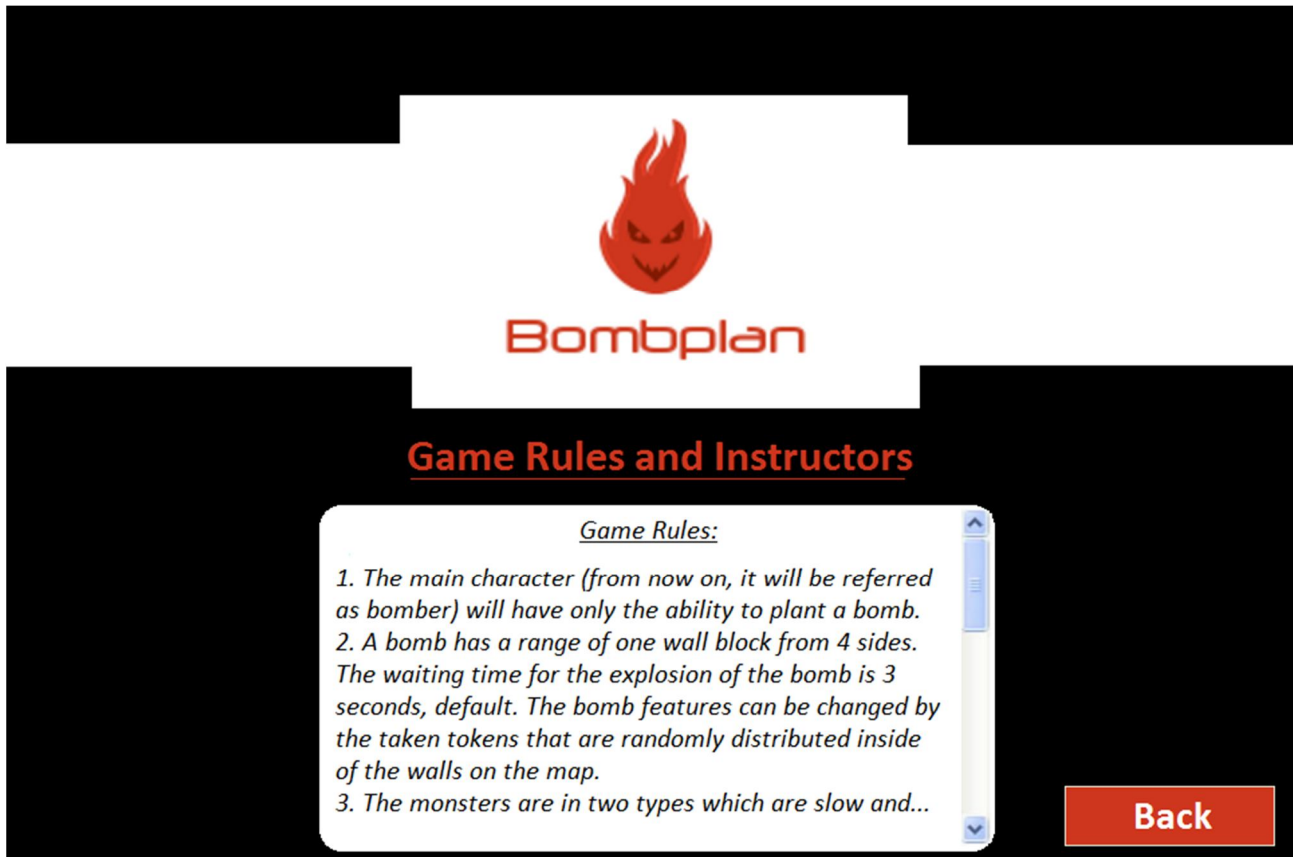 Bombplan
Game Rules and Instructors
Game Rules:
1. The main character (from now on, it will be referred
as bomber) will have only the ability to plant a bomb.
2. A bomb has a range of one wall block from 4 sides.
The waiting time for the explosion of the bomb is 3
seconds, default. The bomb features can be changed by
the taken tokens that are randomly distributed inside
of the walls on the map.
3. The monsters are in two types which are slow and...
Back